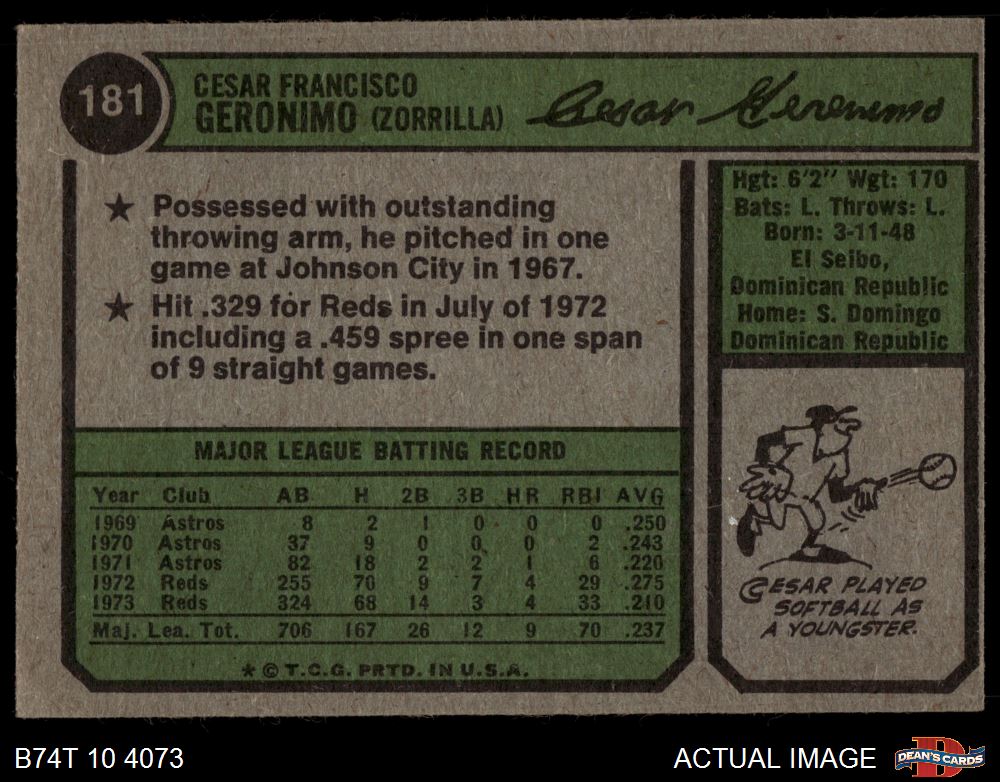 181
CESAR FRANCISCO
GERONIMO (ZORRILLA)
Cesar Geronimo
★ Possessed with outstanding
throwing arm, he pitched in one
game at Johnson City in 1967.
★ Hit .329 for Reds in July of 1972
including a .459 spree in one span
of 9 straight games.
Hgt: 6'2" Wgt: 170
Bats: L. Throws: L.
Born: 3-11-48
El Seibo,
Dominican Republic
Home: S. Domingo
Dominican Republic
MAJOR LEAGUE BATTING RECORD
Year Club AB H 2B 3B HR RBI AVG
1969 Astros 8 2 1 0 0 0 .250
1970 Astros 37 9 0 0 0 2 .243
1971 Astros 82 18 2 2 1 6 .220
1972 Reds 255 70 9 7 4 29 .275
1973 Reds 324 68 14 3 4 33 .210
Maj. Lea. Tot. 706 167 26 12 9 70 .237
★ © T.C.G. PRTD. IN U.S.A.
CESAR PLAYED
SOFTBALL AS
A YOUNGSTER.
B74T 10 4073
ACTUAL IMAGE
D
DEAN'S CARDS